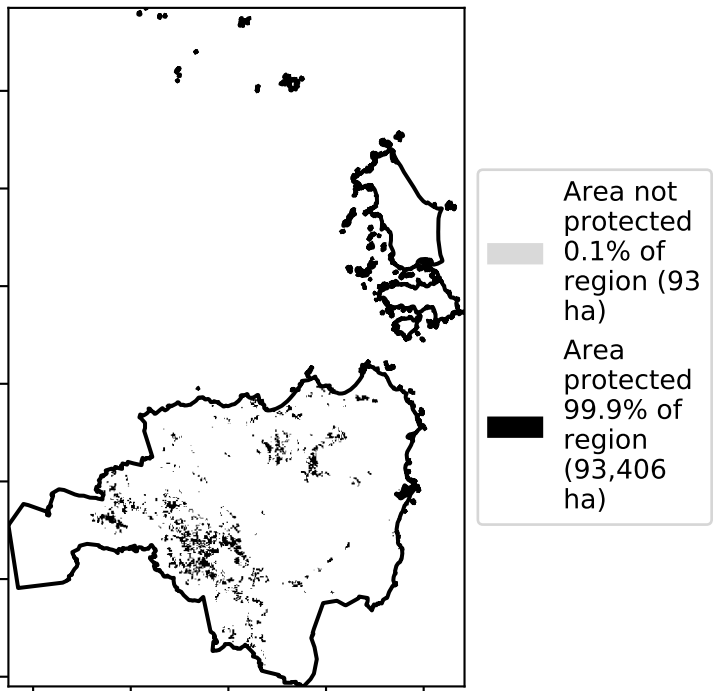 Area not
protected
0.1% of
region (93
ha)
Area
protected
99.9% of
region
(93,406
ha)